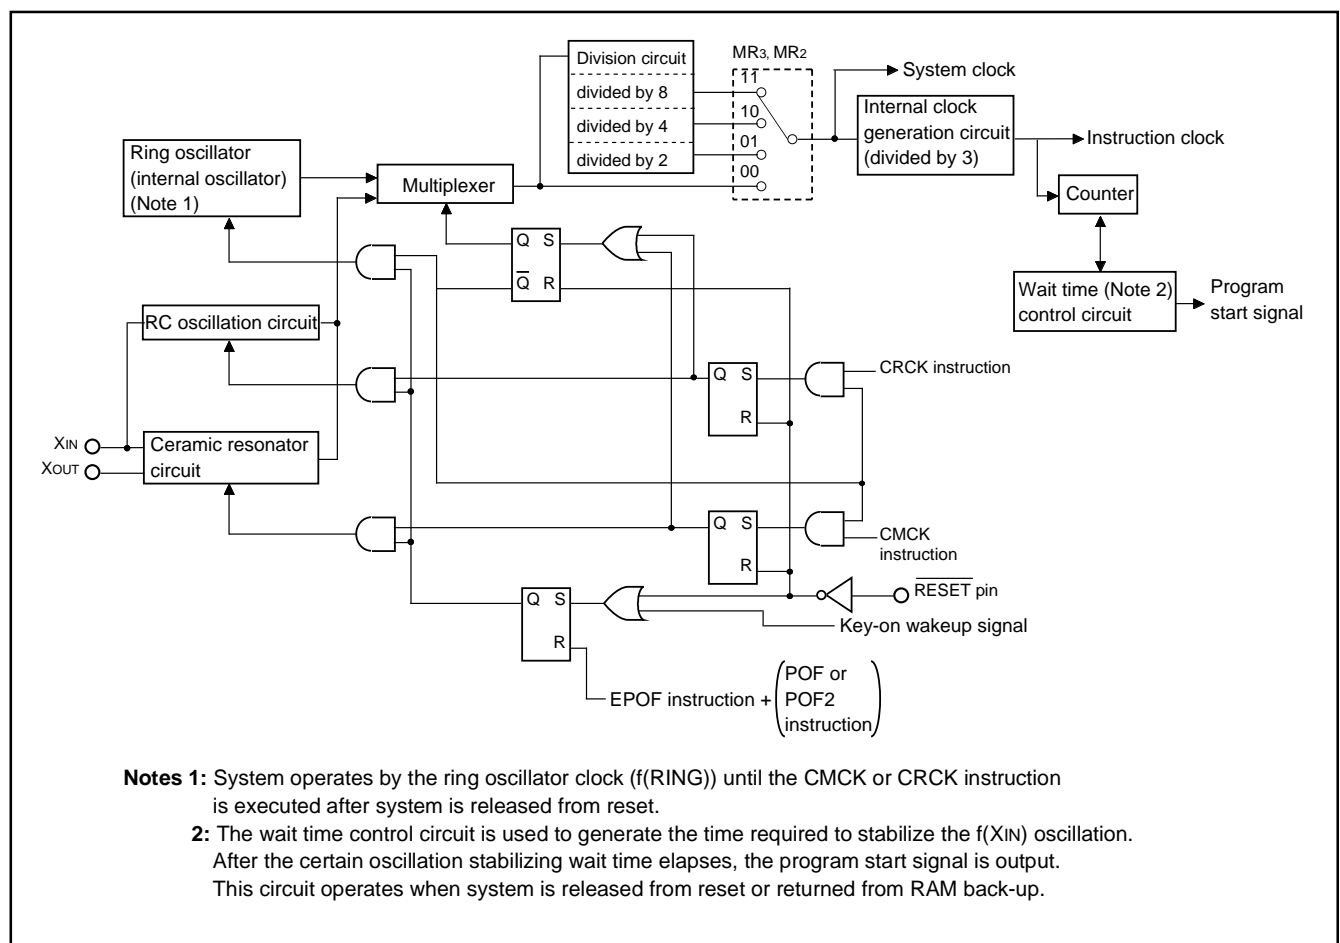 Division circuit
divided by 8
divided by 4
divided by 2
MR3, MR2
11
10
01
00
System clock
Internal clock
generation circuit
(divided by 3)
Instruction clock
Counter
Wait time (Note 2)
control circuit
Program
start signal
Ring oscillator
(internal oscillator)
(Note 1)
Multiplexer
Q S
Q̅ R
RC oscillation circuit
Q S
R
CRCK instruction
XIN
XOUT
Ceramic resonator
circuit
Q S
R
CMCK
instruction
R̅E̅S̅E̅T̅ pin
Key-on wakeup signal
Q S
R
EPOF instruction + (POF or
POF2
instruction)
Notes 1: System operates by the ring oscillator clock (f(RING)) until the CMCK or CRCK instruction
is executed after system is released from reset.
2: The wait time control circuit is used to generate the time required to stabilize the f(XIN) oscillation.
After the certain oscillation stabilizing wait time elapses, the program start signal is output.
This circuit operates when system is released from reset or returned from RAM back-up.